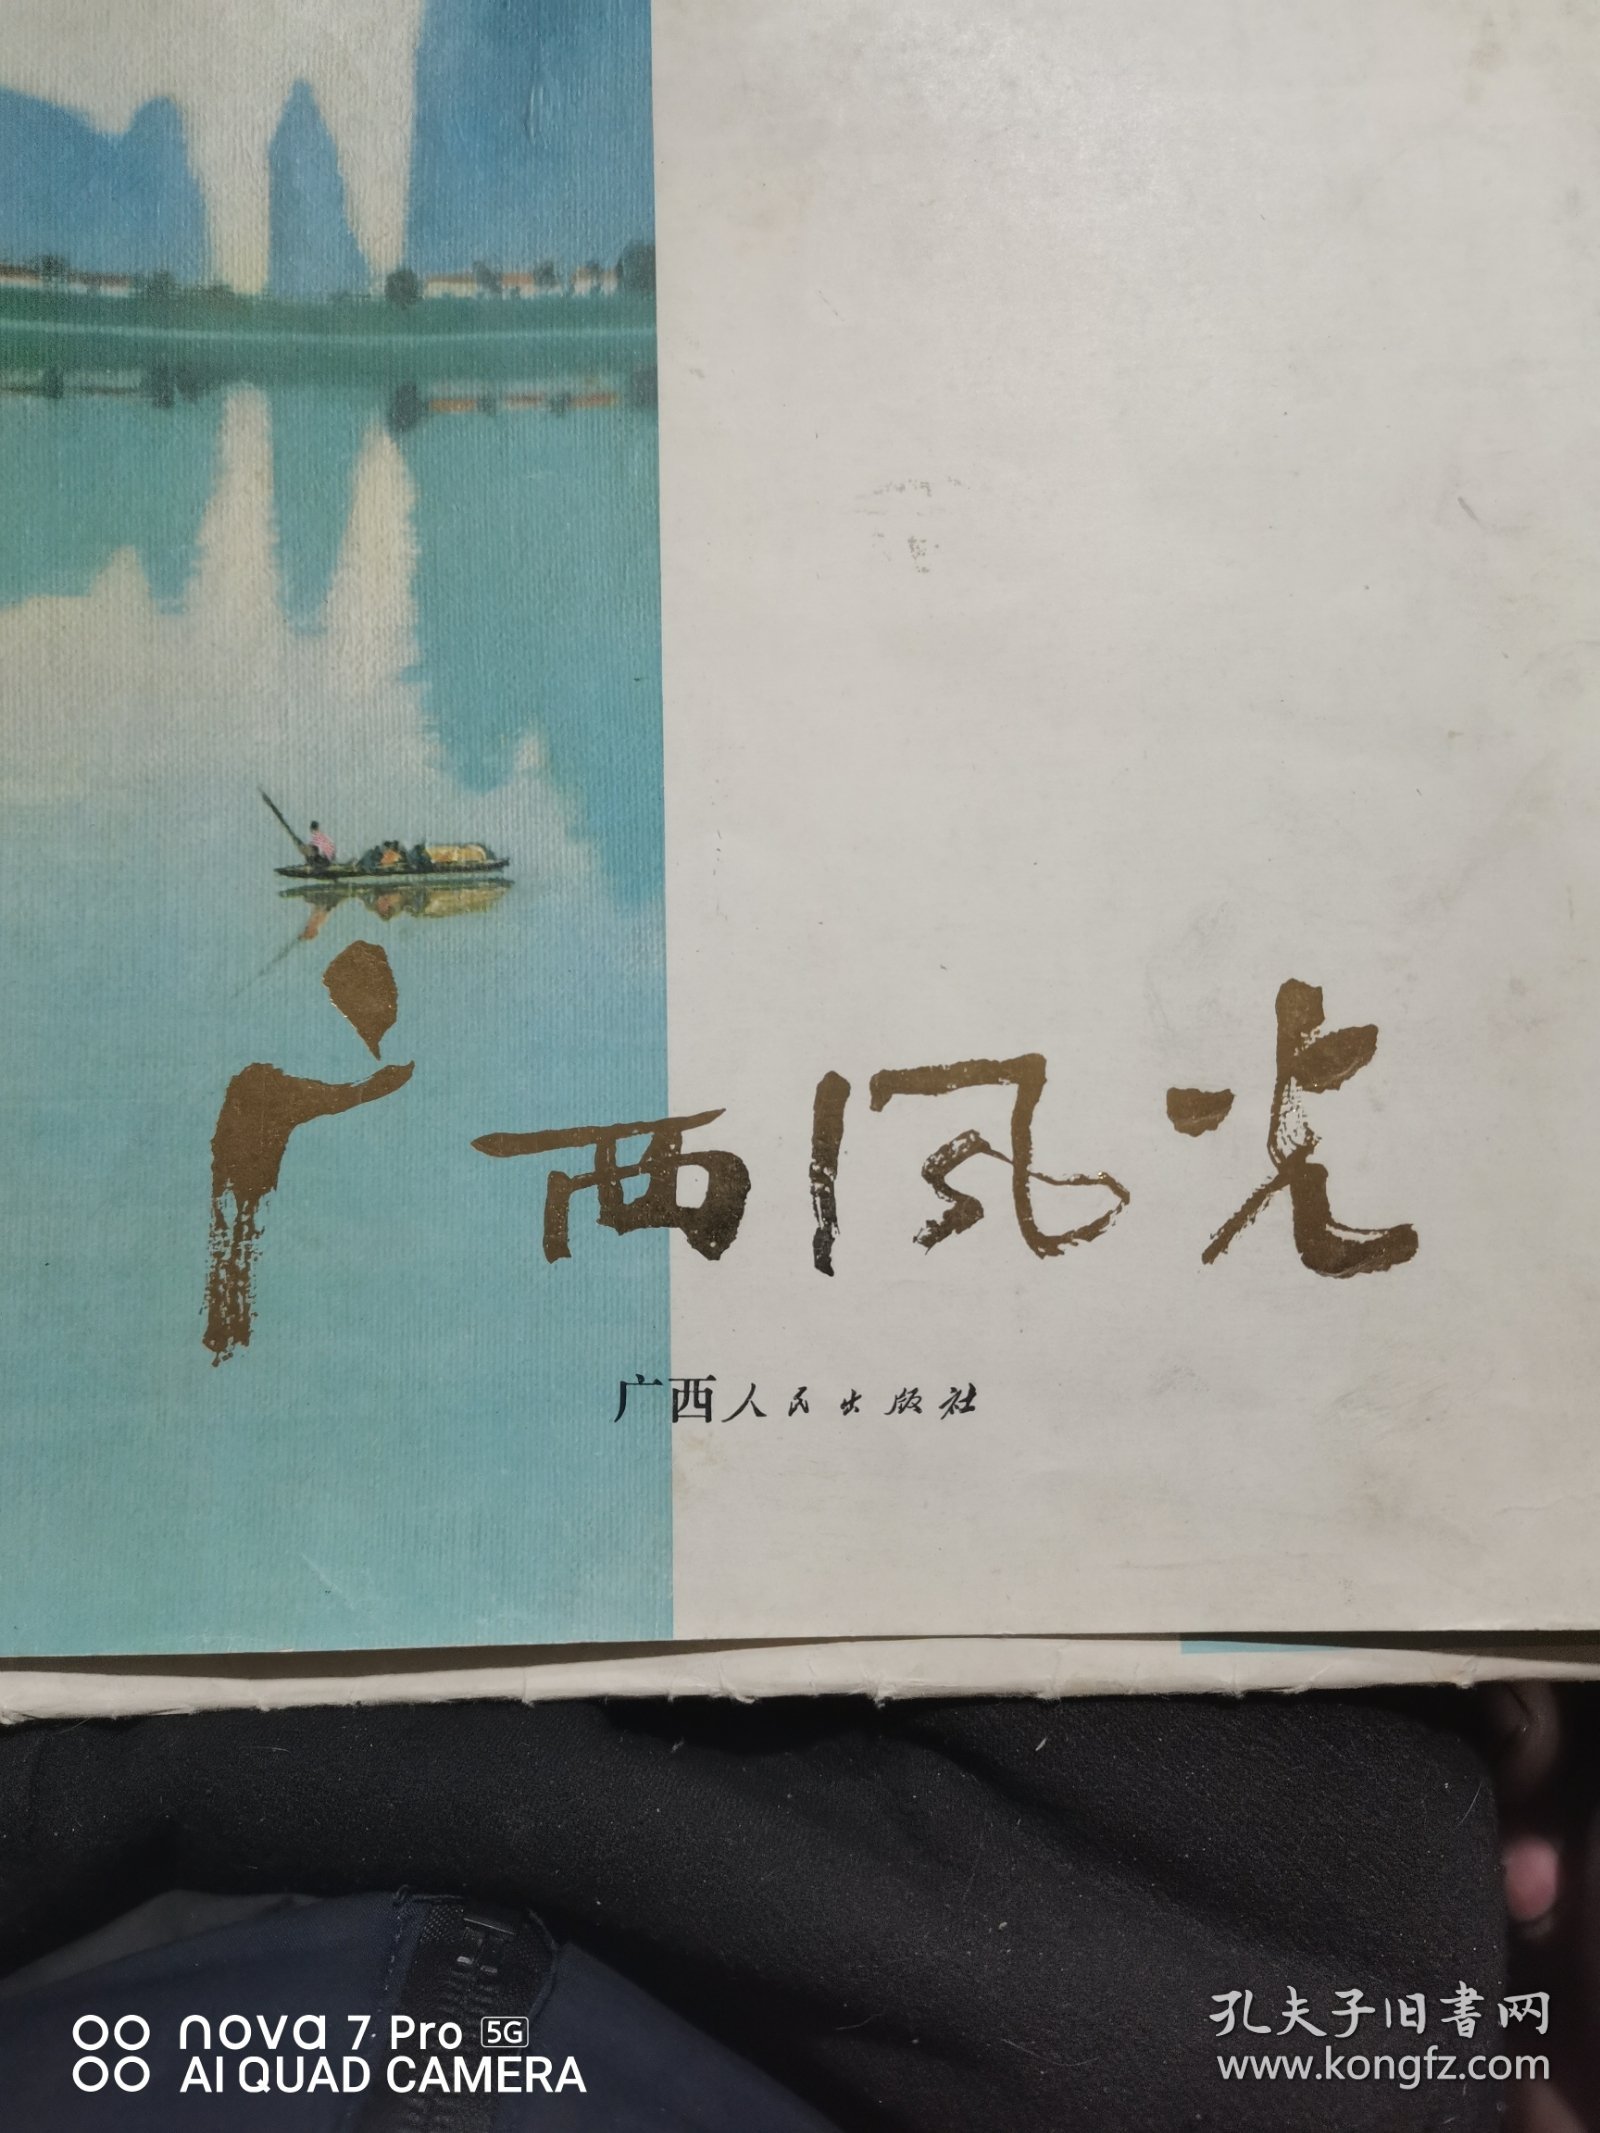 广西风光
广西人民出版社
nova 7 Pro 5G
AI QUAD CAMERA
孔夫子旧書网
www.kongfz.com